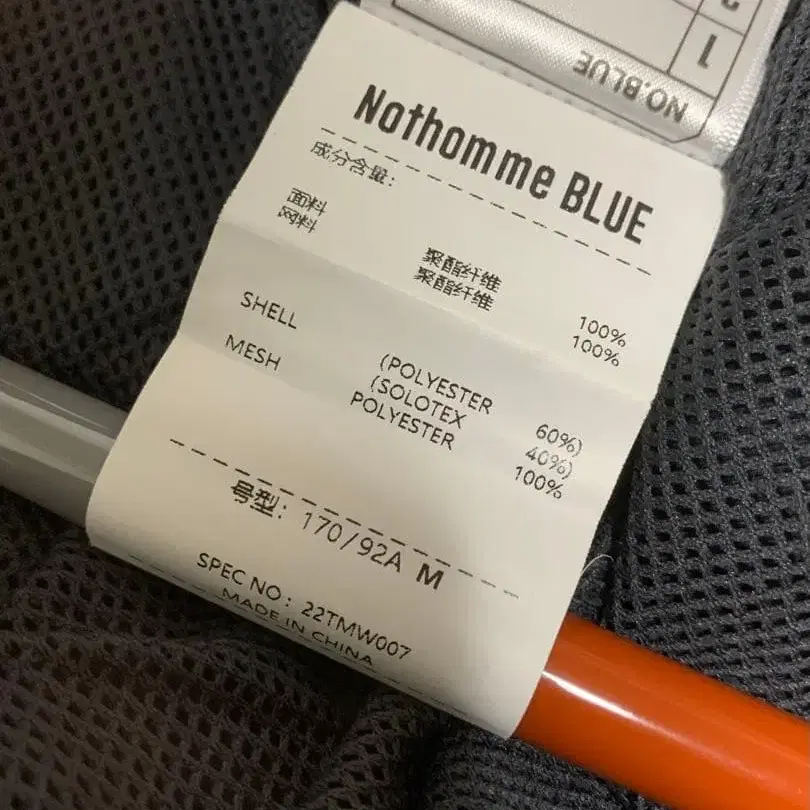 NO.BLUE
1
2
Nothomme BLUE
成分含量:
面料 聚酯纤维 100%
网料 聚酯纤维 100%
SHELL (POLYESTER 60%)
(SOLOTEX 40%)
MESH POLYESTER 100%
号型: 170/92A M
SPEC NO: 22TMW007
MADE IN CHINA